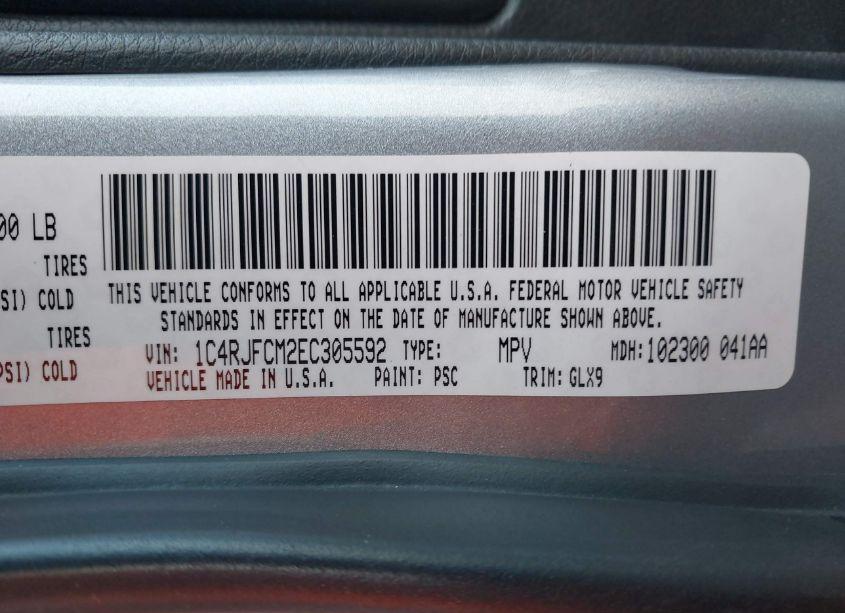 00 LB
TIRES
SI) COLD
TIRES
PSI) COLD
THIS VEHICLE CONFORMS TO ALL APPLICABLE U.S.A. FEDERAL MOTOR VEHICLE SAFETY
STANDARDS IN EFFECT ON THE DATE OF MANUFACTURE SHOWN ABOVE.
VIN: 1C4RJFCM2EC305592 TYPE: MPV MDH:102300 041AA
VEHICLE MADE IN U.S.A. PAINT: PSC TRIM: GLX9